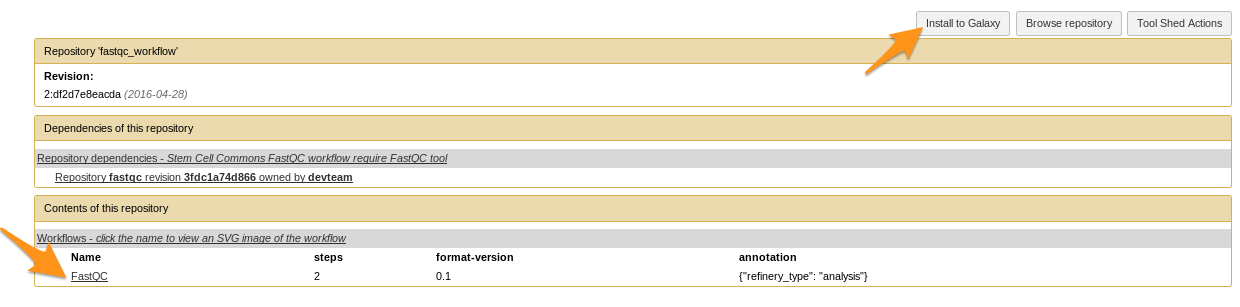 Install to Galaxy Browse repository Tool Shed Actions
Repository 'fastqc_workflow'
Revision:
2:df2d7e8eacda (2016-04-28)
Dependencies of this repository
Repository dependencies - Stem Cell Commons FastQC workflow require FastQC tool
Repository fastqc revision 3fdc1a74d866 owned by devteam
Contents of this repository
Workflows - click the name to view an SVG image of the workflow
Name steps format-version annotation
FastQC 2 0.1 {"refinery_type": "analysis"}